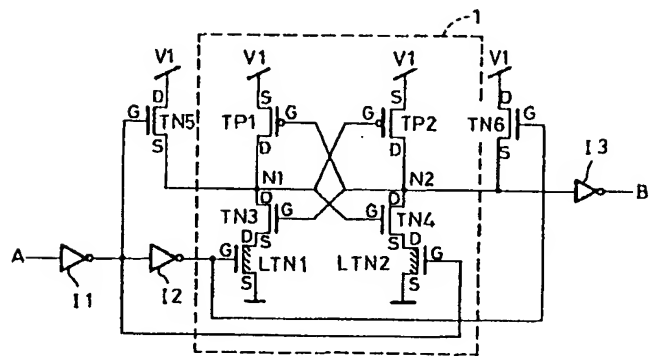 1
V1 V1 V1 V1
D S S D
G TN5 G TP1 G TP2 TN6 G
S D D S
I3
N1 N2
B
D D
TN3 G G TN4
S S
A
D D
G LTN1 LTN2 G
S S
I1 I2